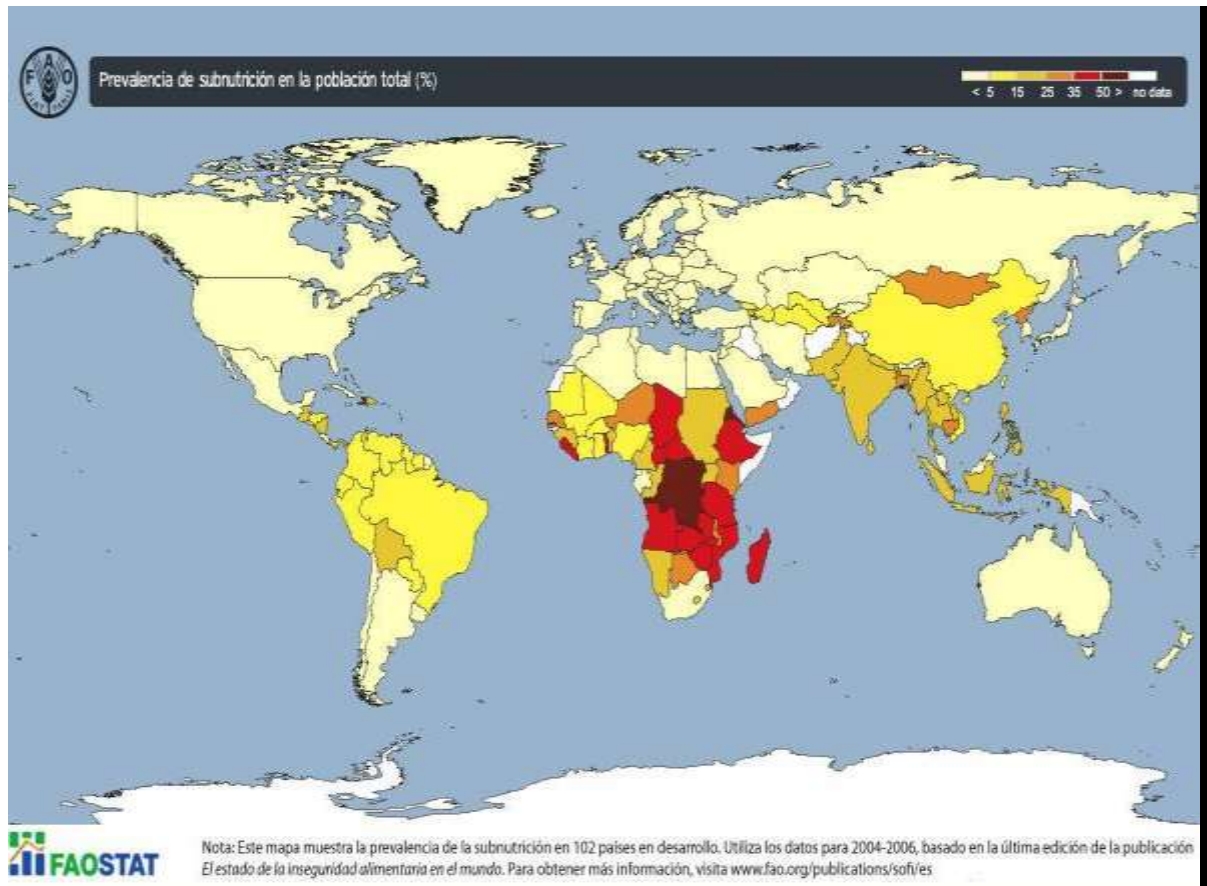 F A O
FIAT PANIS
Prevalencia de subnutrición en la población total (%)
< 5 15 25 35 50 > no data
FAOSTAT
Nota: Este mapa muestra la prevalencia de la subnutrición en 102 países en desarrollo. Utiliza los datos para 2004-2006, basado en la última edición de la publicación
El estado de la inseguridad alimentaria en el mundo. Para obtener más información, visita www.fao.org/publications/sofi/es